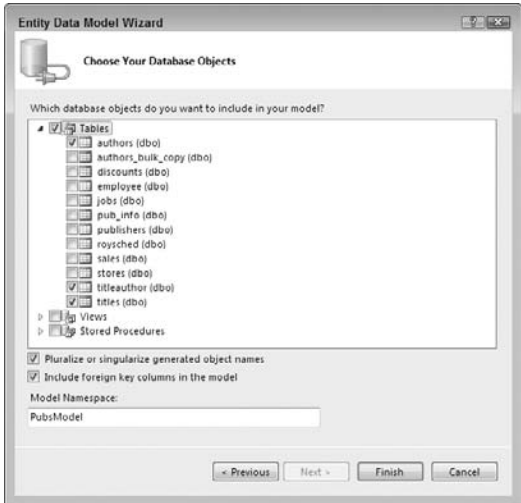 Entity Data Model Wizard
Choose Your Database Objects
Which database objects do you want to include in your model?
Tables
authors (dbo)
authors_bulk_copy (dbo)
discounts (dbo)
employee (dbo)
jobs (dbo)
pub_info (dbo)
publishers (dbo)
roysched (dbo)
sales (dbo)
stores (dbo)
titleauthor (dbo)
titles (dbo)
Views
Stored Procedures
Pluralize or singularize generated object names
Include foreign key columns in the model
Model Namespace:
PubsModel
< Previous Next > Finish Cancel